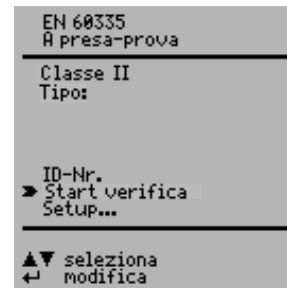 EN 60335
A presa-prova
Classe II
Tipo:
ID-Nr.
Start verifica
Setup...
▲▼ seleziona
↵ modifica